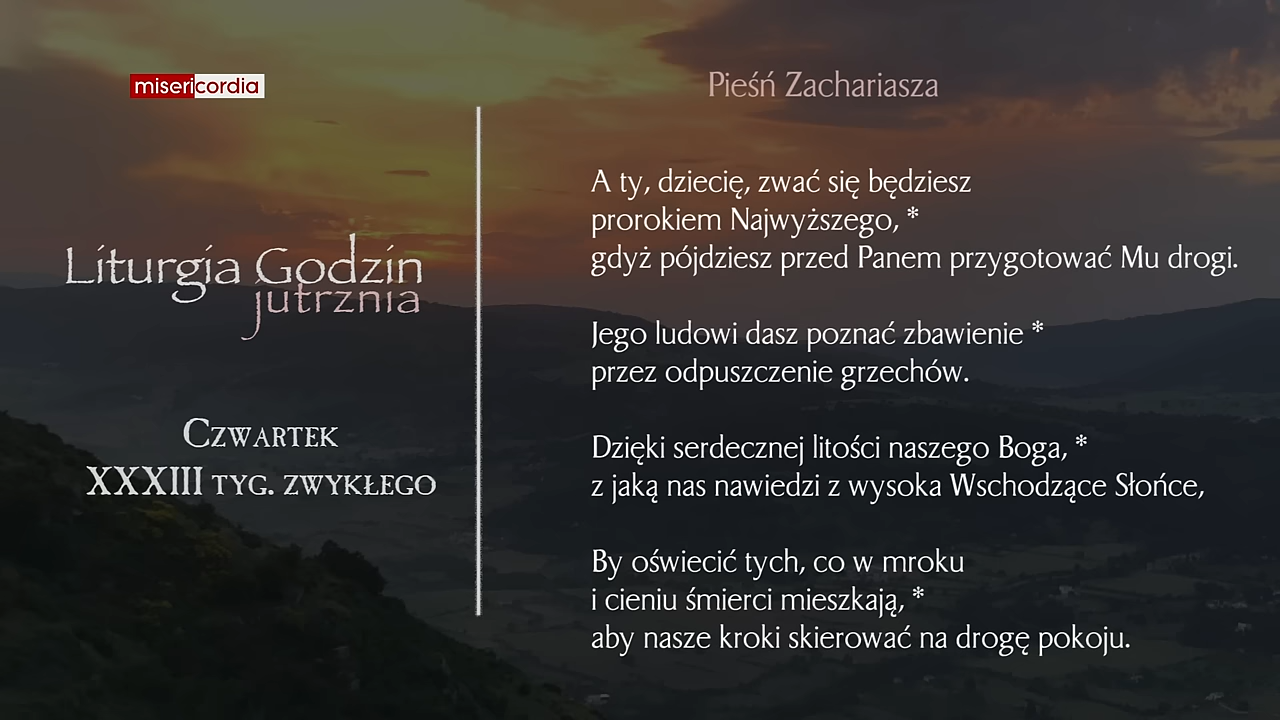 misericordia
Liturgia Godzin
jutrznia
Czwartek
XXXIII tyg. zwykłego
Pieśń Zachariasza
A ty, dziecię, zwać się będziesz
prorokiem Najwyższego, *
gdyż pójdziesz przed Panem przygotować Mu drogi.
Jego ludowi dasz poznać zbawienie *
przez odpuszczenie grzechów.
Dzięki serdecznej litości naszego Boga, *
z jaką nas nawiedzi z wysoka Wschodzące Słońce,
By oświecić tych, co w mroku
i cieniu śmierci mieszkają, *
aby nasze kroki skierować na drogę pokoju.